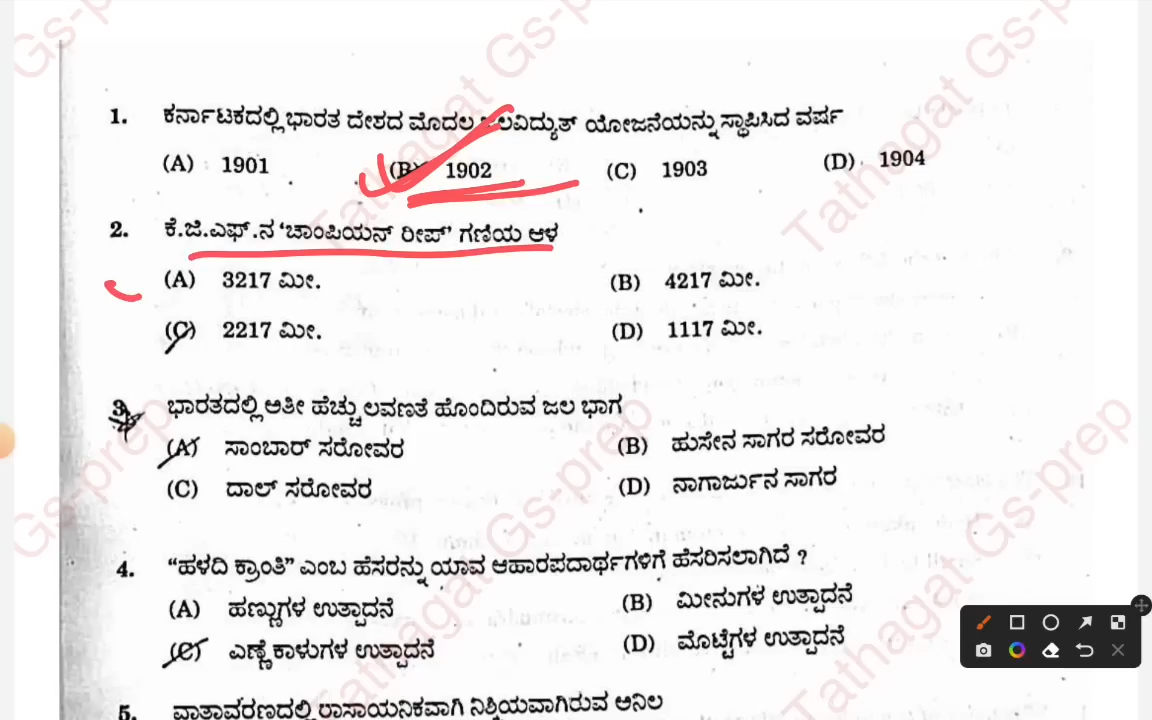 1. ಕರ್ನಾಟಕದಲ್ಲಿ ಭಾರತ ದೇಶದ ಮೊದಲ ಜಲವಿದ್ಯುತ್ ಯೋಜನೆಯನ್ನು ಸ್ಥಾಪಿಸಿದ ವರ್ಷ
(A) 1901 (B) 1902 (C) 1903 (D) 1904
2. ಕೆ.ಜಿ.ಎಫ್.ನ 'ಚಾಂಪಿಯನ್ ರೀಫ್' ಗಣಿಯ ಆಳ
(A) 3217 ಮೀ. (B) 4217 ಮೀ.
(C) 2217 ಮೀ. (D) 1117 ಮೀ.
3. ಭಾರತದಲ್ಲಿ ಅತೀ ಹೆಚ್ಚು ಲವಣತೆ ಹೊಂದಿರುವ ಜಲ ಭಾಗ
(A) ಸಾಂಬಾರ್ ಸರೋವರ (B) ಹುಸೇನ ಸಾಗರ ಸರೋವರ
(C) ದಾಲ್ ಸರೋವರ (D) ನಾಗಾರ್ಜುನ ಸಾಗರ
4. "ಹಳದಿ ಕ್ರಾಂತಿ" ಎಂಬ ಹೆಸರನ್ನು ಯಾವ ಆಹಾರಪದಾರ್ಥಗಳಿಗೆ ಹೆಸರಿಸಲಾಗಿದೆ ?
(A) ಹಣ್ಣುಗಳ ಉತ್ಪಾದನೆ (B) ಮೀನುಗಳ ಉತ್ಪಾದನೆ
(C) ಎಣ್ಣೆ ಕಾಳುಗಳ ಉತ್ಪಾದನೆ (D) ಮೊಟ್ಟೆಗಳ ಉತ್ಪಾದನೆ
5. ವಾತಾವರಣದಲ್ಲಿ ರಾಸಾಯನಿಕವಾಗಿ ನಿಷ್ಕ್ರಿಯವಾಗಿರುವ ಅನಿಲ
Tathagat Gs-prep